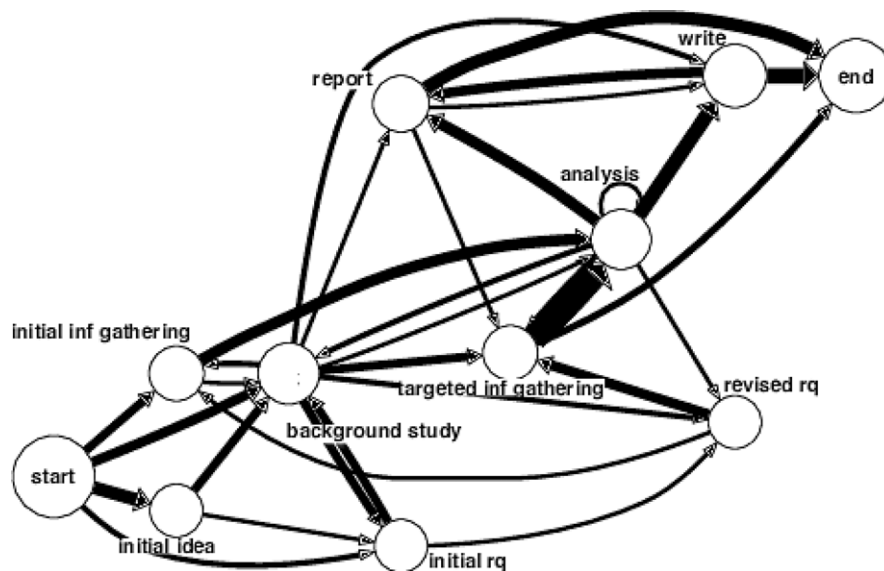 write
report
end
analysis
initial inf gathering
targeted inf gathering
revised rq
background study
start
initial idea
initial rq